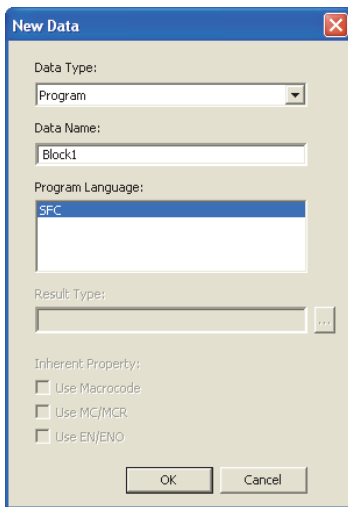 New Data
Data Type:
Program
Data Name:
Block1
Program Language:
SFC
Result Type:
...
Inherent Property:
Use Macrocode
Use MC/MCR
Use EN/ENO
OK
Cancel